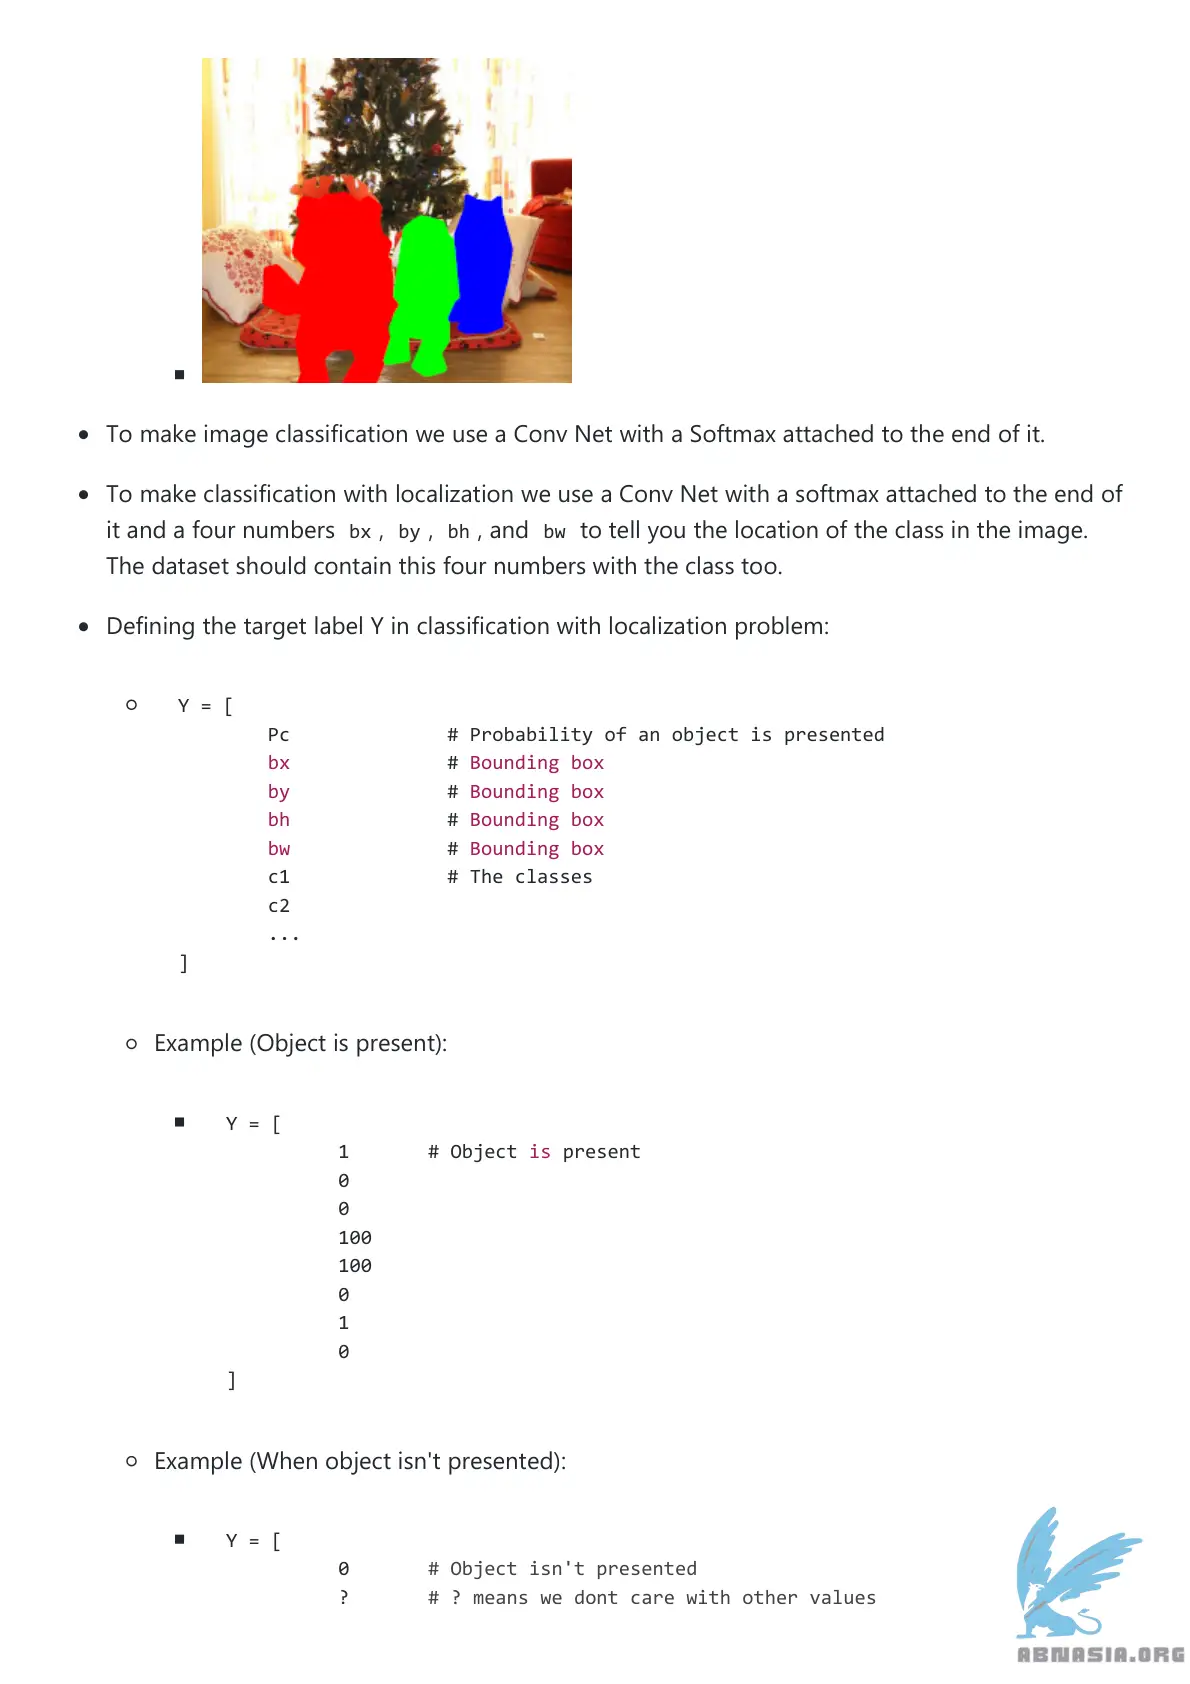 To make image classification we use a Conv Net with a Softmax attached to the end of it.
To make classification with localization we use a Conv Net with a softmax attached to the end of
it and a four numbers bx , by , bh , and bw to tell you the location of the class in the image.
The dataset should contain this four numbers with the class too.
Defining the target label Y in classification with localization problem:
Y = [
Pc # Probability of an object is presented
bx # Bounding box
by # Bounding box
bh # Bounding box
bw # Bounding box
c1 # The classes
c2
...
]
Example (Object is present):
Y = [
1 # Object is present
0
0
100
100
0
1
0
]
Example (When object isn't presented):
Y = [
0 # Object isn't presented
? # ? means we dont care with other values
ABNASIA.ORG